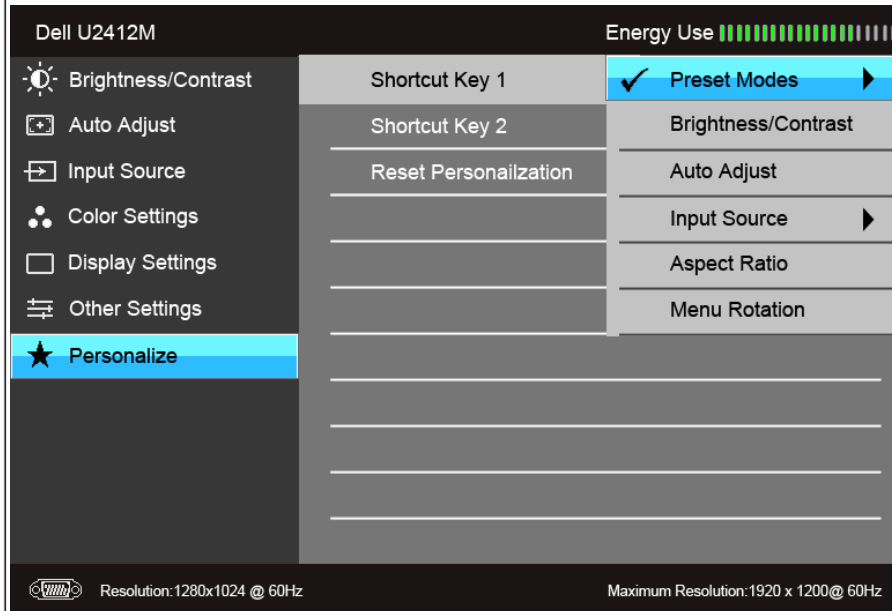 Dell U2412M Energy Use
Brightness/Contrast Shortcut Key 1 Preset Modes
Auto Adjust Shortcut Key 2 Brightness/Contrast
Input Source Reset Personailzation Auto Adjust
Color Settings Input Source
Display Settings Aspect Ratio
Other Settings Menu Rotation
Personalize
Resolution:1280x1024 @ 60Hz Maximum Resolution:1920 x 1200@ 60Hz